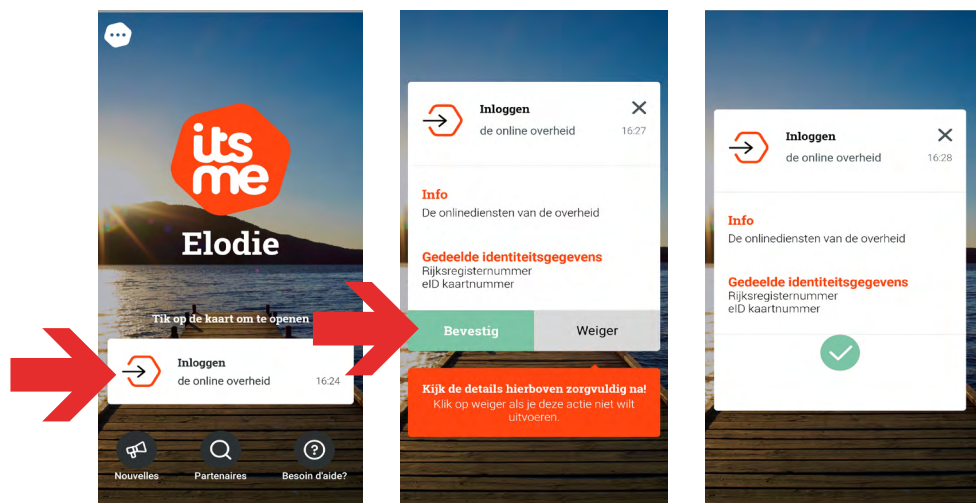 its
me
Elodie
Tik op de kaart om te openen
Inloggen
de online overheid 16:24
Nouvelles Partenaires Besoin d'aide?
Inloggen
de online overheid 16:27
Info
De onlinediensten van de overheid
Gedeelde identiteitsgegevens
Rijksregisternummer
eID kaartnummer
Bevestig Weiger
Kijk de details hierboven zorgvuldig na!
Klik op weiger als je deze actie niet wilt
uitvoeren.
Inloggen
de online overheid 16:28
Info
De onlinediensten van de overheid
Gedeelde identiteitsgegevens
Rijksregisternummer
eID kaartnummer